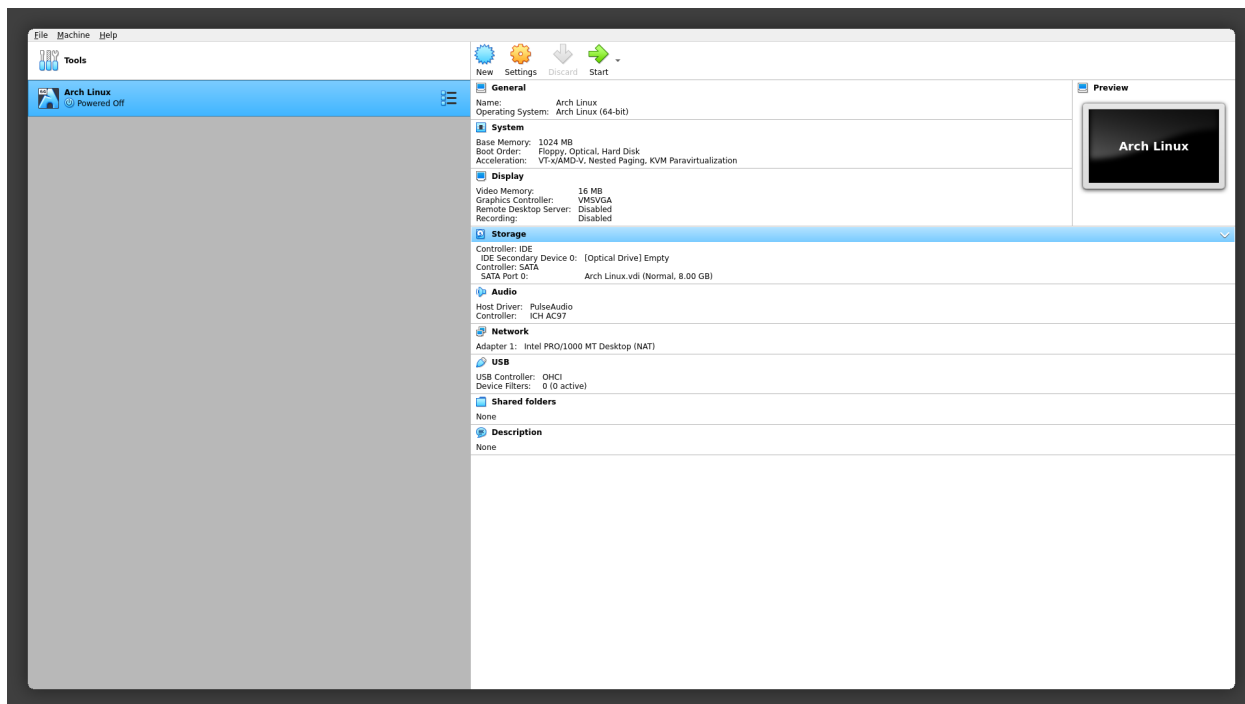 File Machine Help
Tools
New Settings Discard Start
Arch Linux
Powered Off
General
Name: Arch Linux
Operating System: Arch Linux (64-bit)
System
Base Memory: 1024 MB
Boot Order: Floppy, Optical, Hard Disk
Acceleration: VT-x/AMD-V, Nested Paging, KVM Paravirtualization
Display
Video Memory: 16 MB
Graphics Controller: VMSVGA
Remote Desktop Server: Disabled
Recording: Disabled
Preview
Arch Linux
Storage
Controller: IDE
IDE Secondary Device 0: [Optical Drive] Empty
Controller: SATA
SATA Port 0: Arch Linux.vdi (Normal, 8.00 GB)
Audio
Host Driver: PulseAudio
Controller: ICH AC97
Network
Adapter 1: Intel PRO/1000 MT Desktop (NAT)
USB
USB Controller: OHCI
Device Filters: 0 (0 active)
Shared folders
None
Description
None